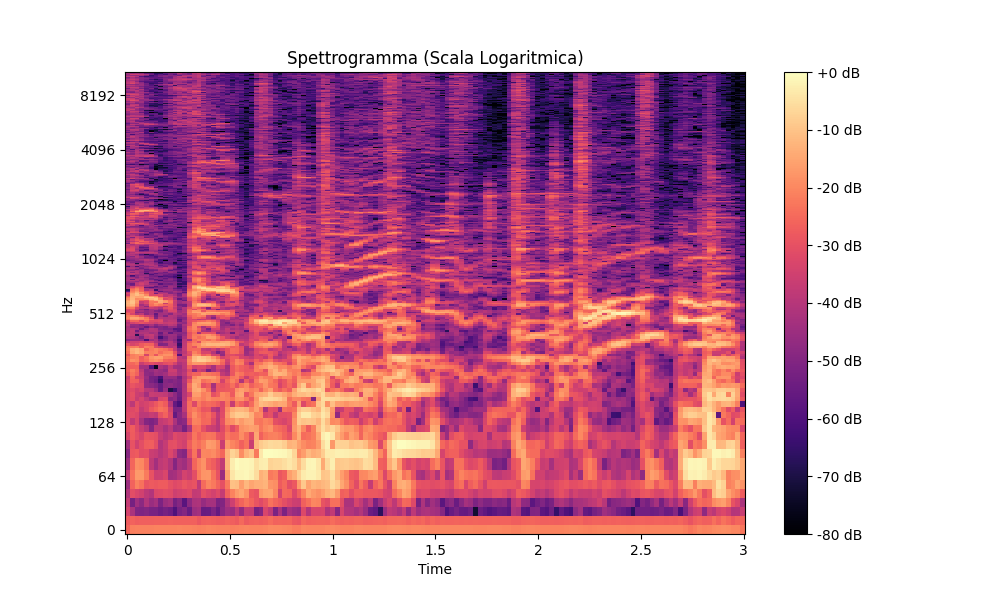 Spettrogramma (Scala Logaritmica)
Hz
8192
4096
2048
1024
512
256
128
64
0
0
0.5
1
1.5
2
2.5
3
Time
+0 dB
-10 dB
-20 dB
-30 dB
-40 dB
-50 dB
-60 dB
-70 dB
-80 dB